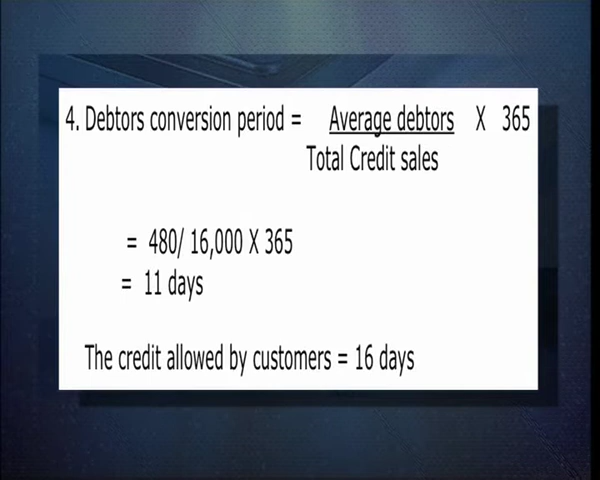 4. Debtors conversion period = Average debtors X 365
Total Credit sales
= 480/ 16,000 X 365
= 11 days
The credit allowed by customers = 16 days